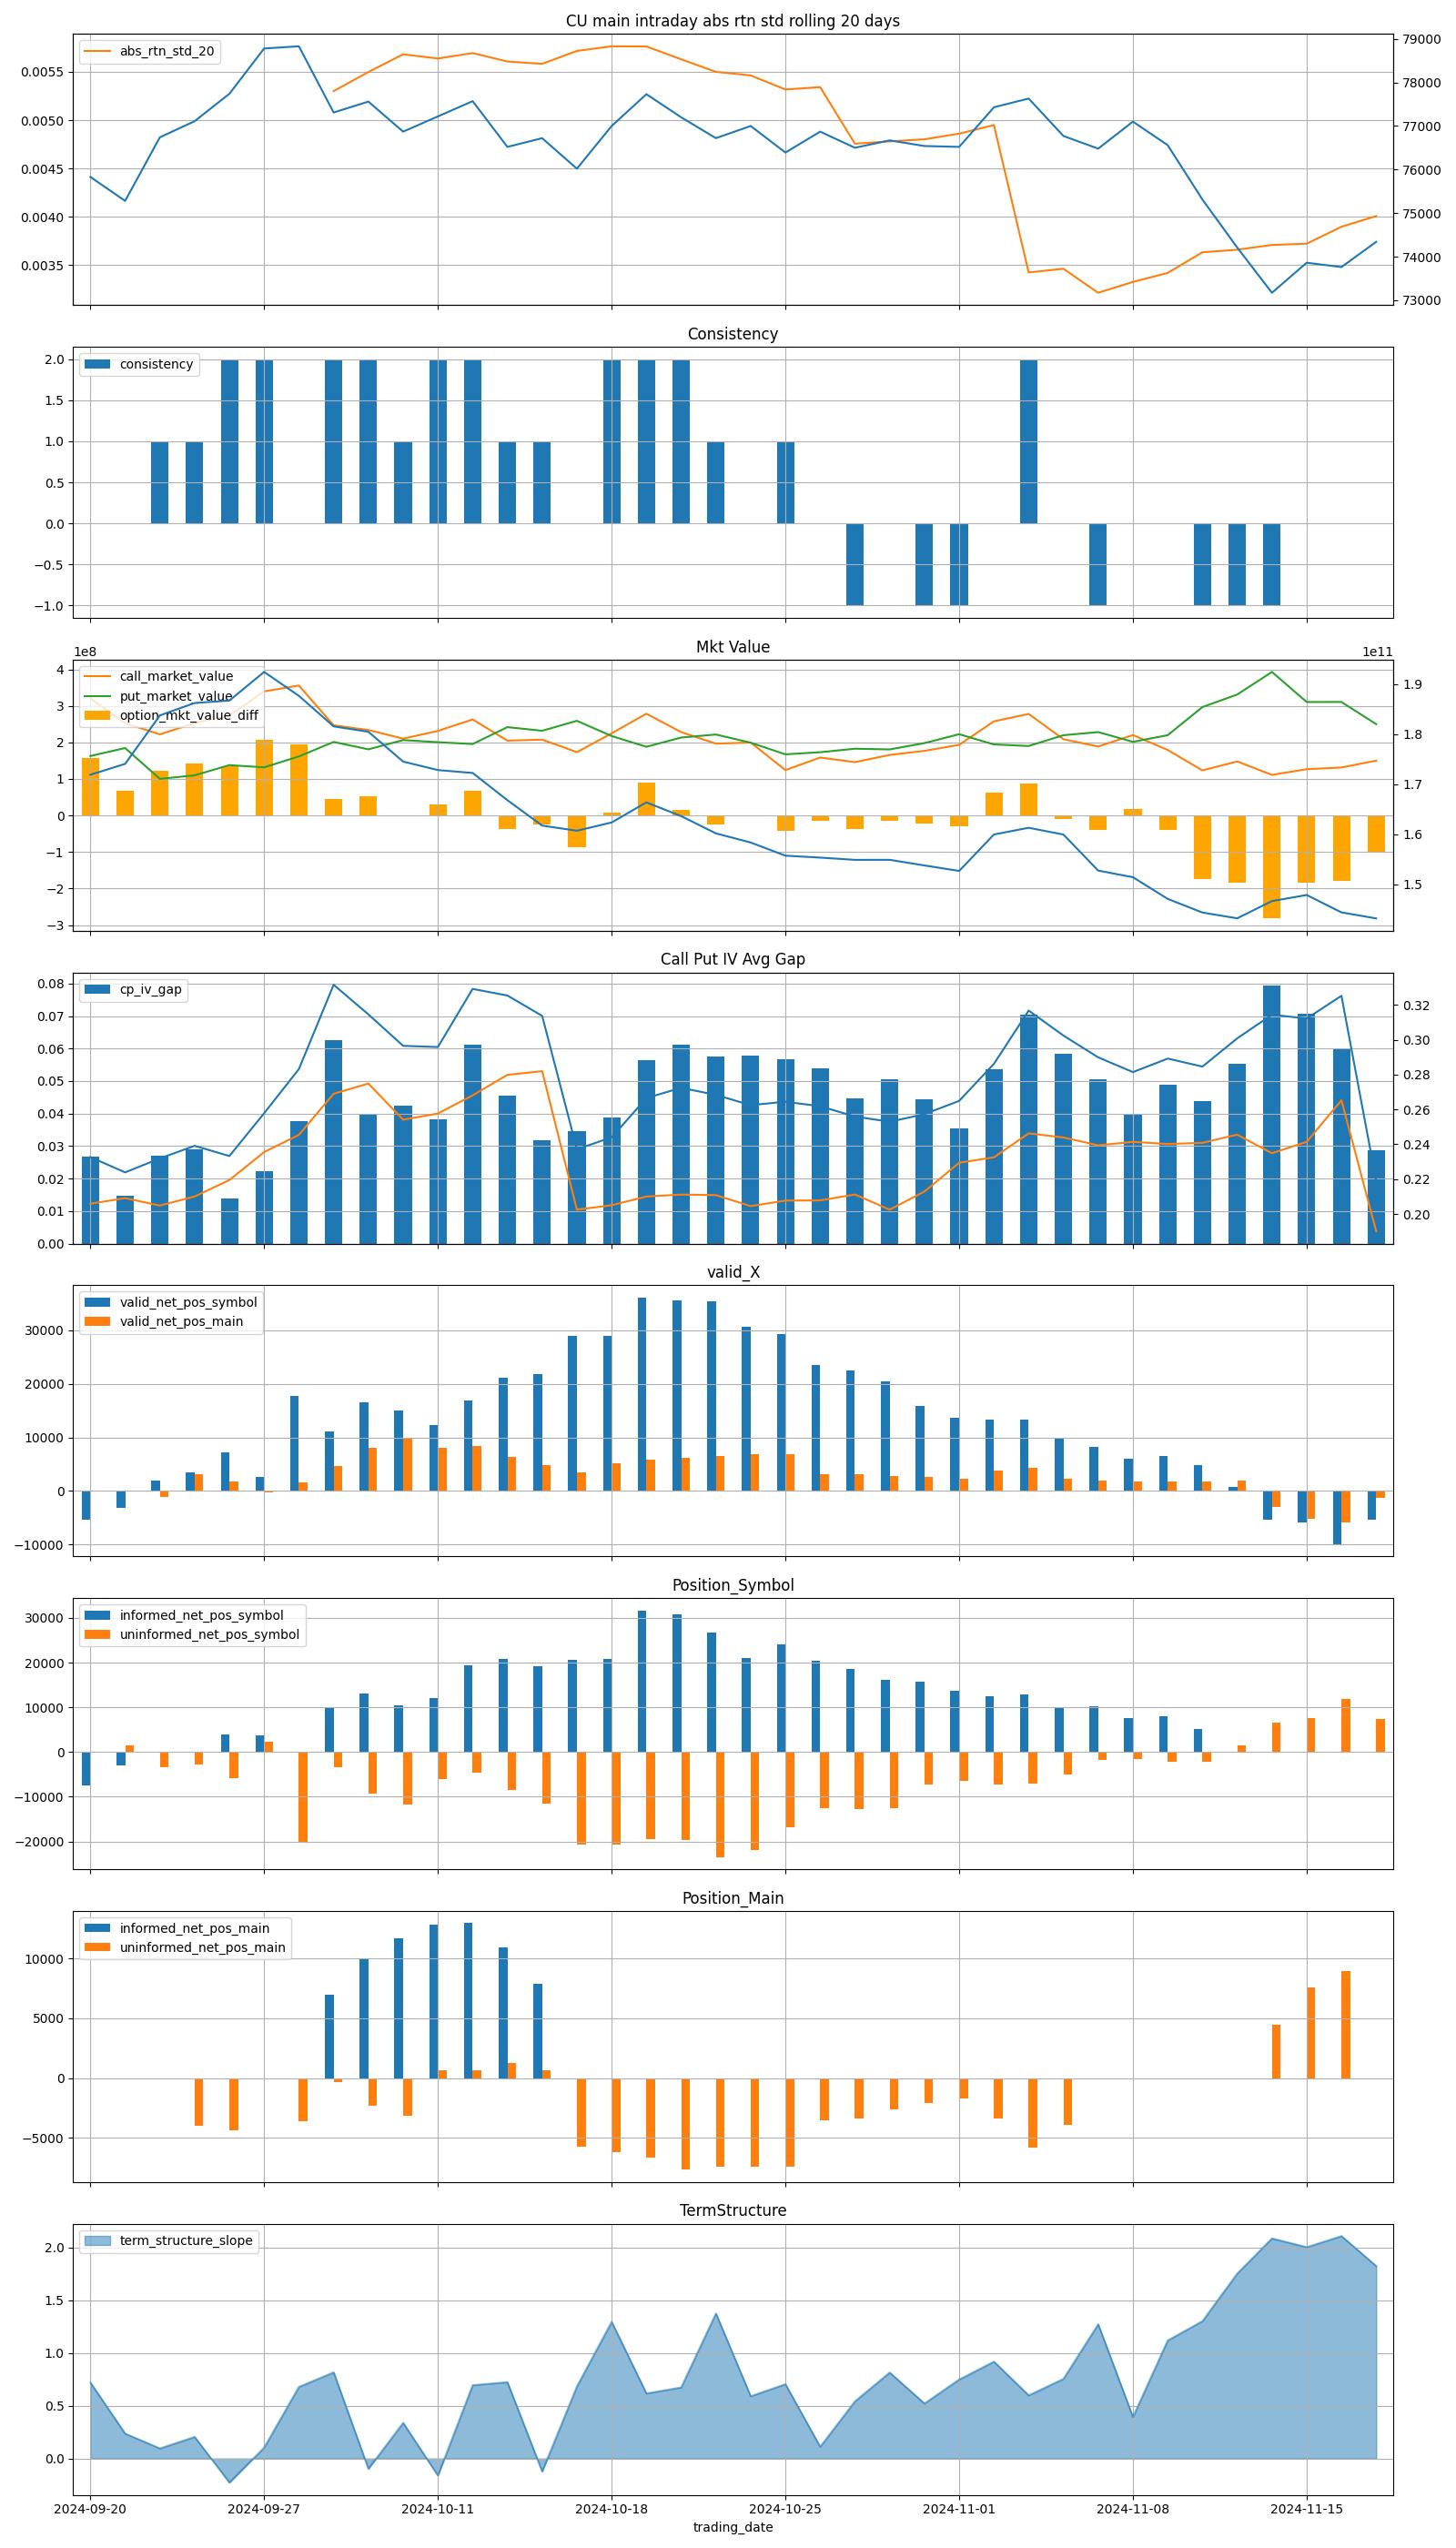 CU main intraday abs rtn std rolling 20 days
abs_rtn_std_20
0.0055
0.0050
0.0045
0.0040
0.0035
79000
78000
77000
76000
75000
74000
73000
Consistency
consistency
2.0
1.5
1.0
0.5
0.0
−0.5
−1.0
Mkt Value
1e8
1e11
call_market_value
put_market_value
option_mkt_value_diff
4
3
2
1
0
−1
−2
−3
1.9
1.8
1.7
1.6
1.5
Call Put IV Avg Gap
cp_iv_gap
0.08
0.07
0.06
0.05
0.04
0.03
0.02
0.01
0.00
0.32
0.30
0.28
0.26
0.24
0.22
0.20
valid_X
valid_net_pos_symbol
valid_net_pos_main
30000
20000
10000
0
−10000
Position_Symbol
informed_net_pos_symbol
uninformed_net_pos_symbol
30000
20000
10000
0
−10000
−20000
Position_Main
informed_net_pos_main
uninformed_net_pos_main
10000
5000
0
−5000
TermStructure
term_structure_slope
2.0
1.5
1.0
0.5
0.0
2024-09-20 2024-09-27 2024-10-11 2024-10-18 2024-10-25 2024-11-01 2024-11-08 2024-11-15
trading_date